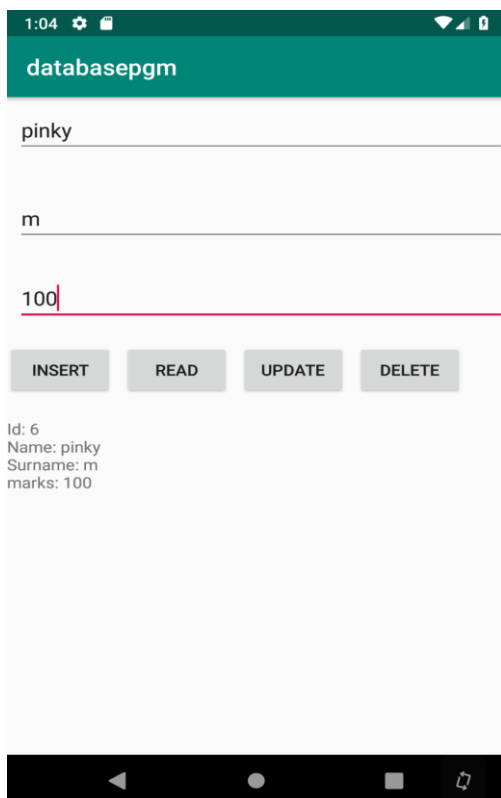 1:04
databasepgm
pinky
m
100
INSERT READ UPDATE DELETE
Id: 6
Name: pinky
Surname: m
marks: 100